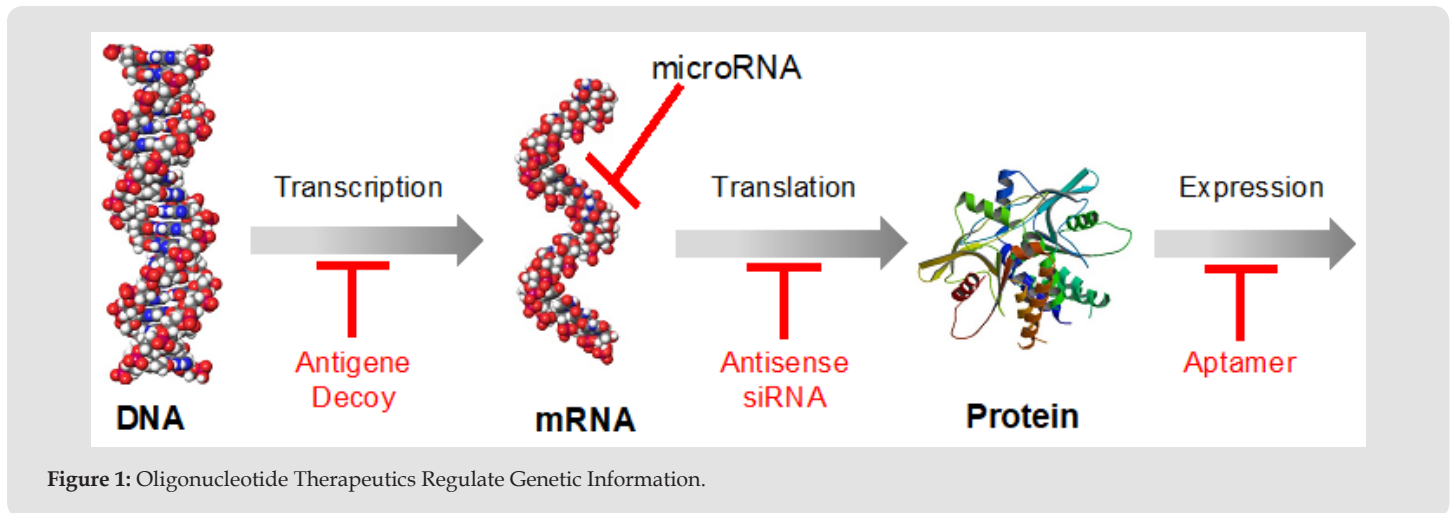 microRNA
Transcription
Translation
Expression
Antigene
Decoy
Antisense
siRNA
Aptamer
DNA
mRNA
Protein
Figure 1: Oligonucleotide Therapeutics Regulate Genetic Information.